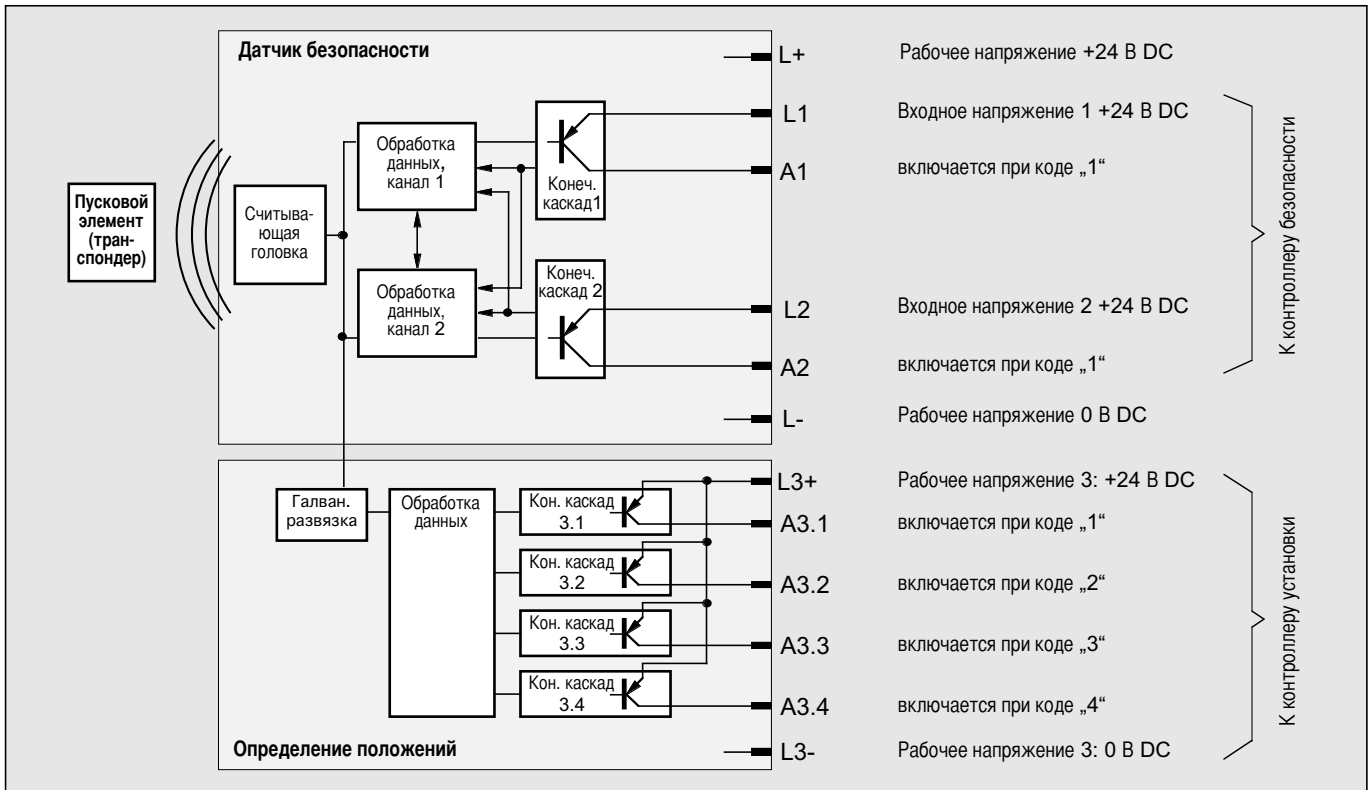 Датчик безопасности
L+ Рабочее напряжение +24 В DC
L1 Входное напряжение 1 +24 В DC
A1 включается при коде „1“
L2 Входное напряжение 2 +24 В DC
A2 включается при коде „1“
L- Рабочее напряжение 0 В DC
К контроллеру безопасности
Пусковой
элемент
(тран-
спондер)
Считыва-
ющая
головка
Обработка
данных,
канал 1
Конеч.
каскад1
Обработка
данных,
канал 2
Конеч.
каскад 2
Галван.
развязка
Обработка
данных
Кон. каскад
3.1
Кон. каскад
3.2
Кон. каскад
3.3
Кон. каскад
3.4
L3+ Рабочее напряжение 3: +24 В DC
A3.1 включается при коде „1“
A3.2 включается при коде „2“
A3.3 включается при коде „3“
A3.4 включается при коде „4“
L3- Рабочее напряжение 3: 0 В DC
К контроллеру установки
Определение положений